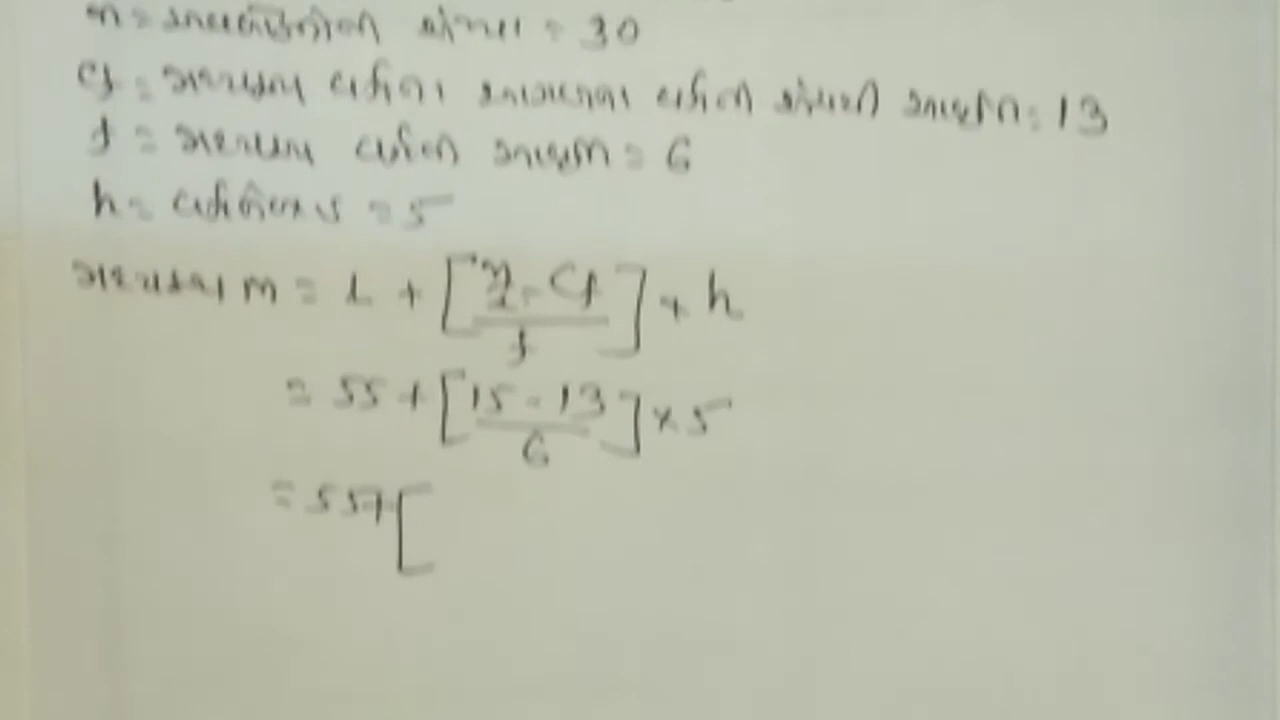 n = અવલોકનોની સંખ્યા = 30
cf = મધ્યસ્થ વર્ગના આગળના વર્ગની સંચયી આવૃત્તિ = 13
f = મધ્યસ્થ વર્ગની આવૃત્તિ = 6
h = વર્ગલંબાઈ = 5
મધ્યસ્થ m = L + [(n/2 - cf)/f] × h
= 55 + [(15 - 13)/6] × 5
= 55 + [